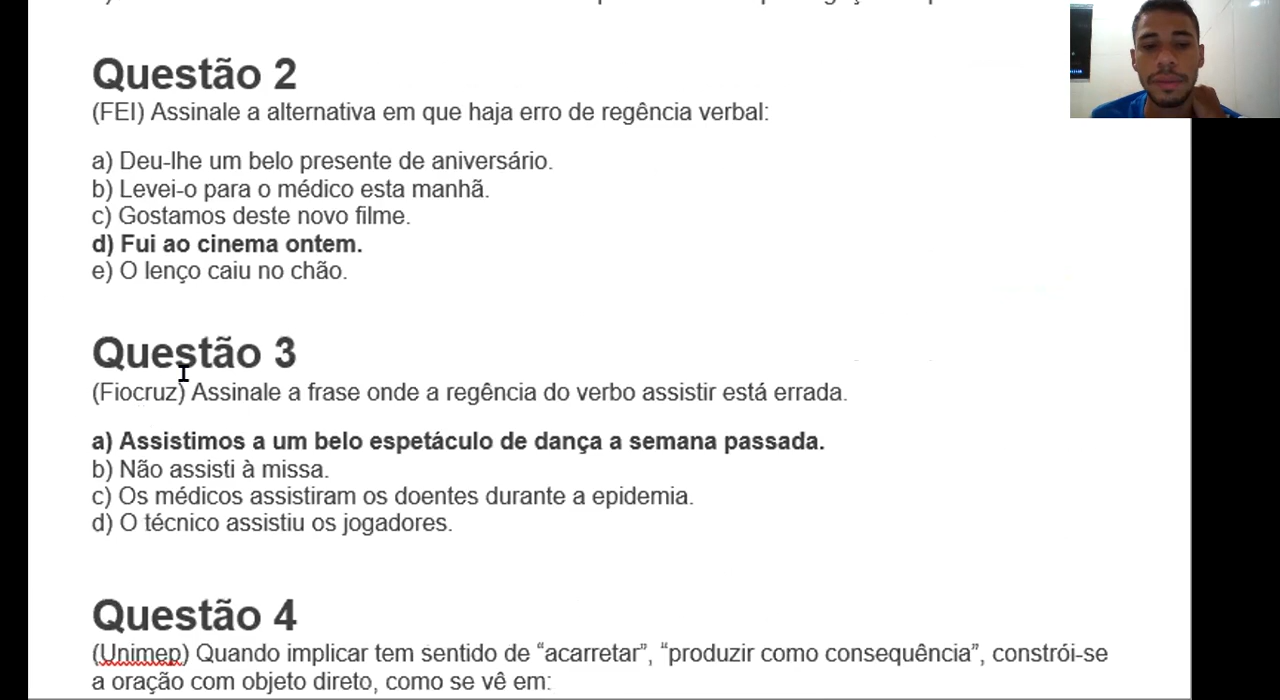 Questão 2
(FEI) Assinale a alternativa em que haja erro de regência verbal:
a) Deu-lhe um belo presente de aniversário.
b) Levei-o para o médico esta manhã.
c) Gostamos deste novo filme.
d) Fui ao cinema ontem.
e) O lenço caiu no chão.
Questão 3
(Fiocruz) Assinale a frase onde a regência do verbo assistir está errada.
a) Assistimos a um belo espetáculo de dança a semana passada.
b) Não assisti à missa.
c) Os médicos assistiram os doentes durante a epidemia.
d) O técnico assistiu os jogadores.
Questão 4
(Unimep) Quando implicar tem sentido de “acarretar”, “produzir como consequência”, constrói-se
a oração com objeto direto, como se vê em: